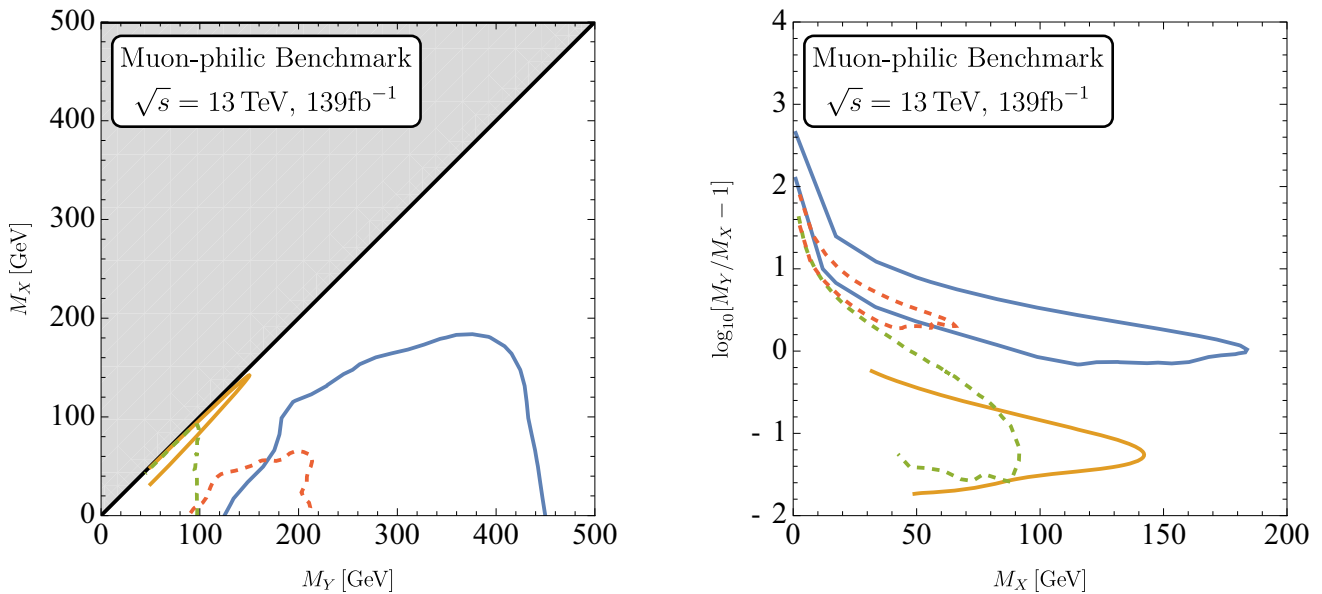 Muon-philic Benchmark
√s = 13 TeV, 139fb⁻¹
500
400
300
200
100
0
M_X [GeV]
0 100 200 300 400 500
M_Y [GeV]
Muon-philic Benchmark
√s = 13 TeV, 139fb⁻¹
4
3
2
1
0
- 1
- 2
log₁₀[M_Y/M_X − 1]
0 50 100 150 200
M_X [GeV]